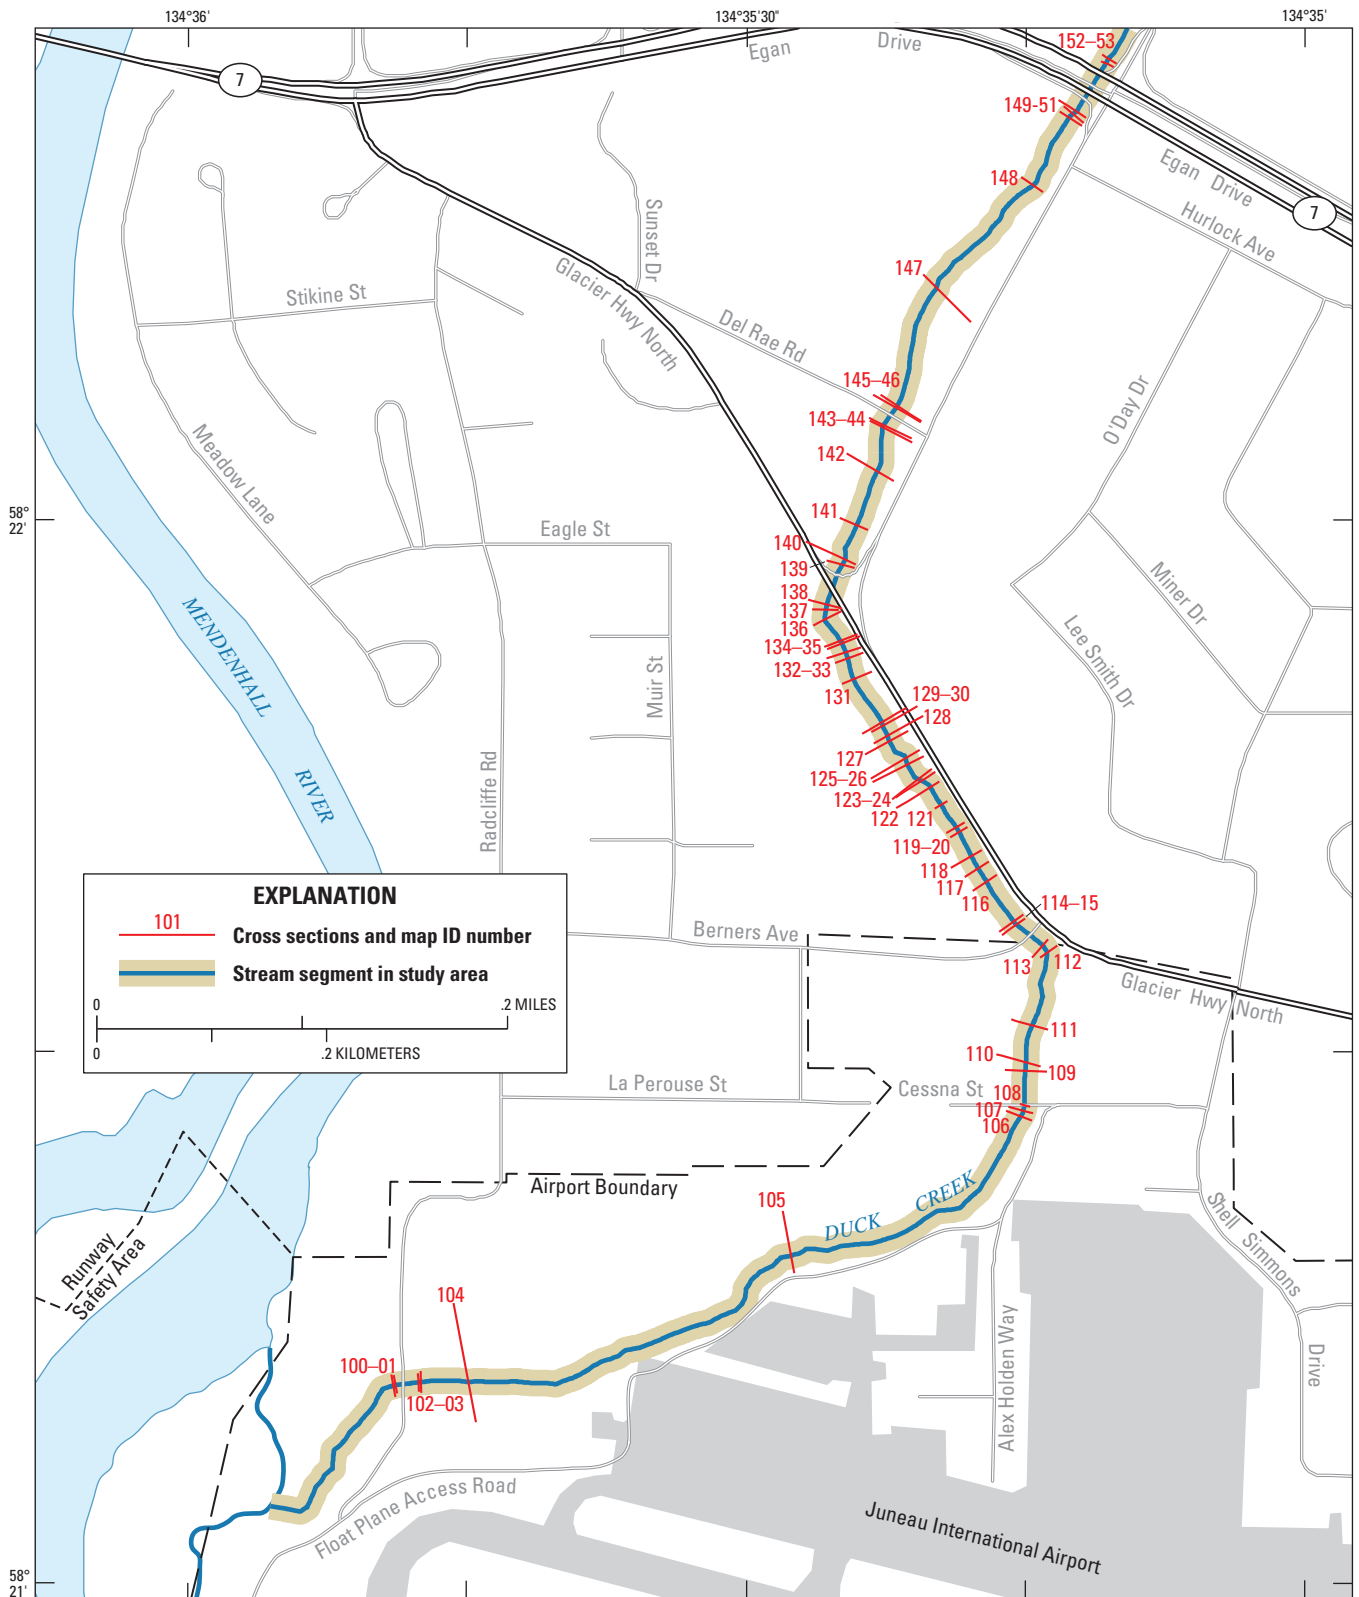 134°36'
134°35'30"
134°35'
Egan Drive
152–53
7
149-51
Egan Drive
148
7
Hurlock Ave
Sunset Dr
147
Glacier Hwy North
Stikine St
Del Rae Rd
145–46
O'Day Dr
143–44
Meadow Lane
142
58°
22'
141
Eagle St
140
139
Miner Dr
138
137
136
MENDENHALL
RIVER
134–35
Lee Smith Dr
132–33
Muir St
131
129–30
128
127
125–26
Radcliffe Rd
123–24
122
121
119–20
118
117
116
114–15
EXPLANATION
101
Cross sections and map ID number
Stream segment in study area
0
.2 MILES
0
.2 KILOMETERS
Berners Ave
113
112
Glacier Hwy North
111
110
109
La Perouse St
Cessna St
108
107
106
Airport Boundary
105
DUCK CREEK
Shell Simmons
Drive
Runway
Safety Area
104
Alex Holden Way
100–01
102–03
Float Plane Access Road
Juneau International Airport
58°
21'